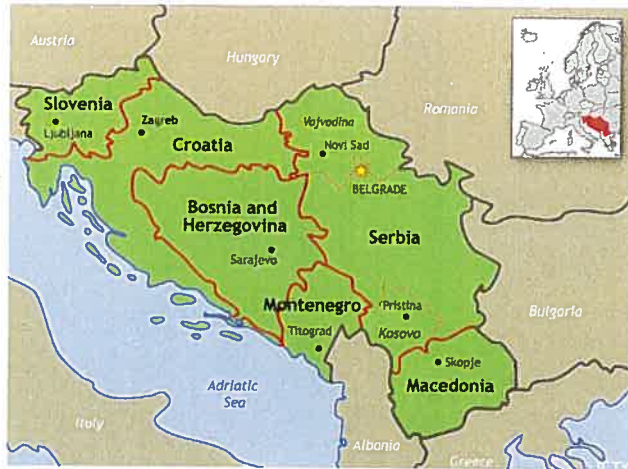 Austria
Hungary
Romania
Slovenia
Ljubljana
Zagreb
Croatia
Vojvodina
Novi Sad
BELGRADE
Bosnia and
Herzegovina
Sarajevo
Serbia
Montenegro
Titograd
Pristina
Kosovo
Bulgaria
Skopje
Macedonia
Adriatic
Sea
Italy
Albania
Greece